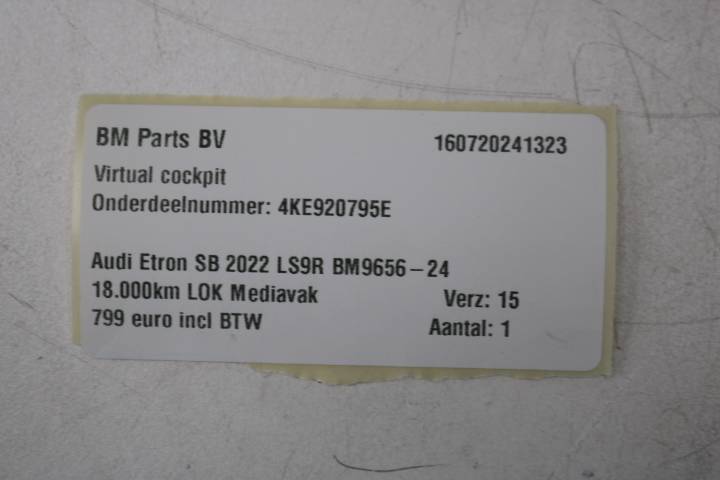 BM Parts BV 160720241323
Virtual cockpit
Onderdeelnummer: 4KE920795E
Audi Etron SB 2022 LS9R BM9656-24
18.000km LOK Mediavak Verz: 15
799 euro incl BTW Aantal: 1